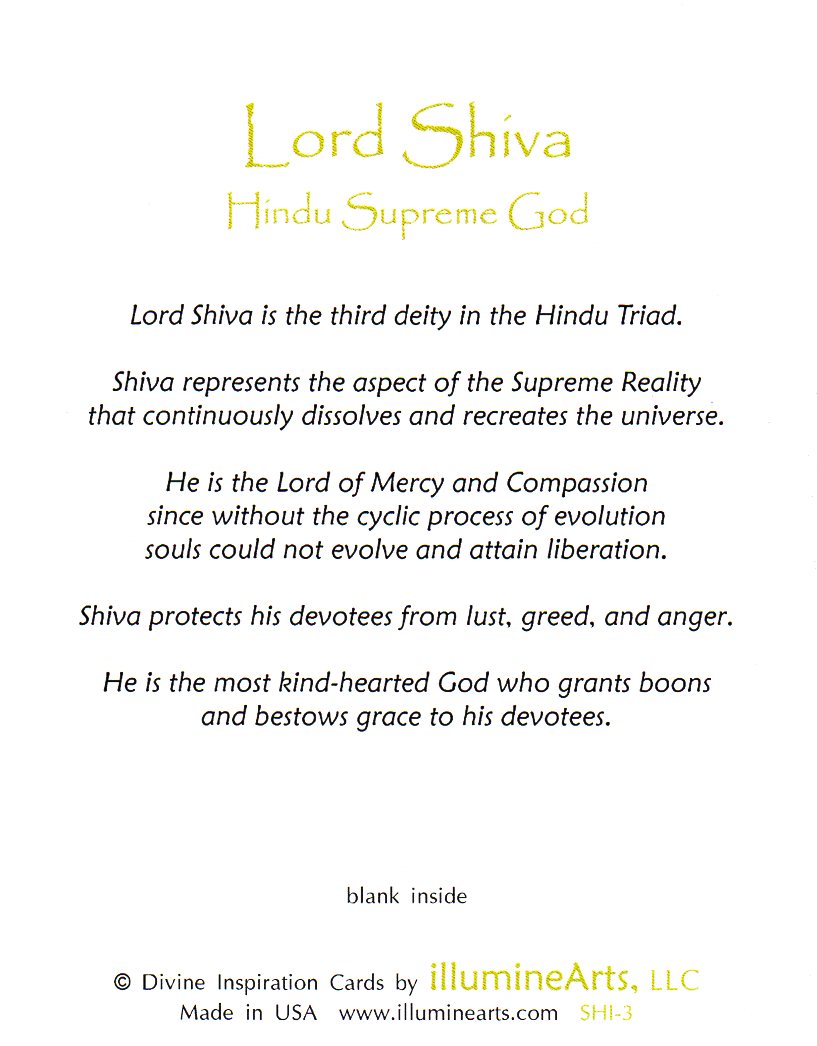 Lord Shiva
Hindu Supreme God
Lord Shiva is the third deity in the Hindu Triad.
Shiva represents the aspect of the Supreme Reality
that continuously dissolves and recreates the universe.
He is the Lord of Mercy and Compassion
since without the cyclic process of evolution
souls could not evolve and attain liberation.
Shiva protects his devotees from lust, greed, and anger.
He is the most kind-hearted God who grants boons
and bestows grace to his devotees.
blank inside
© Divine Inspiration Cards by illumineArts, LLC
Made in USA www.illuminearts.com SHI-3